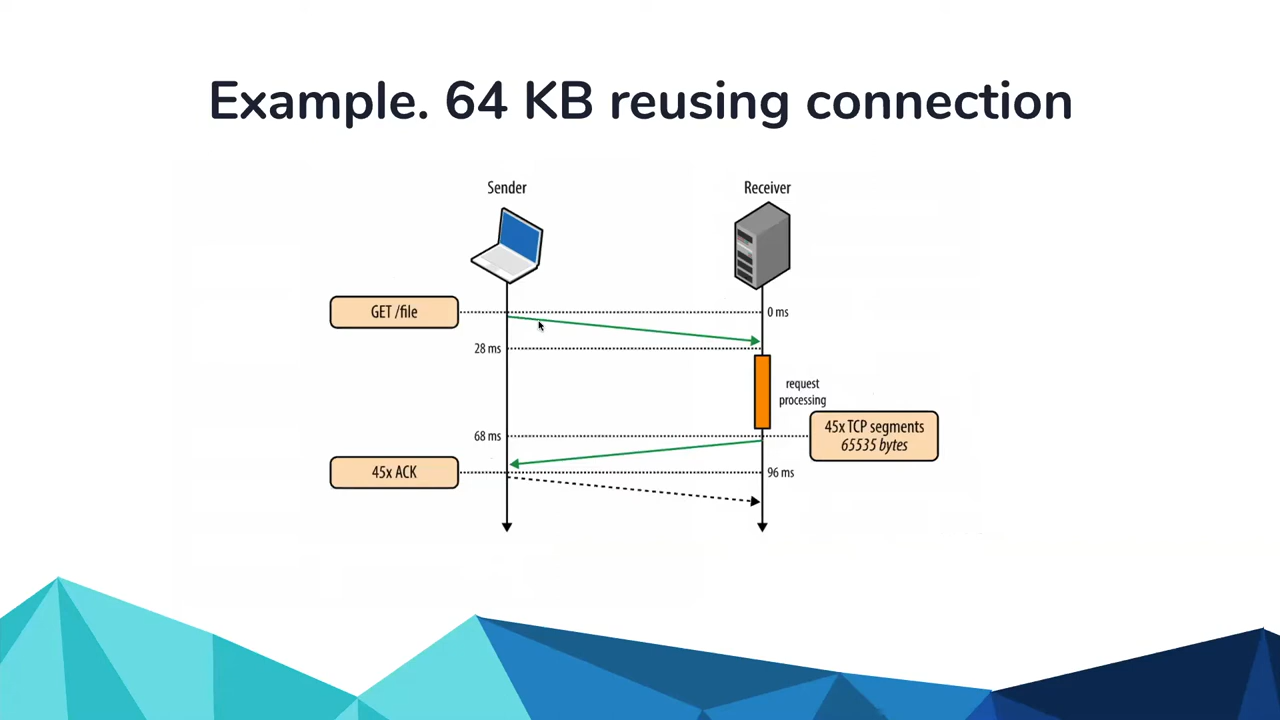 Example. 64 KB reusing connection
Sender
Receiver
GET /file
0 ms
28 ms
request
processing
45x TCP segments
65535 bytes
68 ms
45x ACK
96 ms